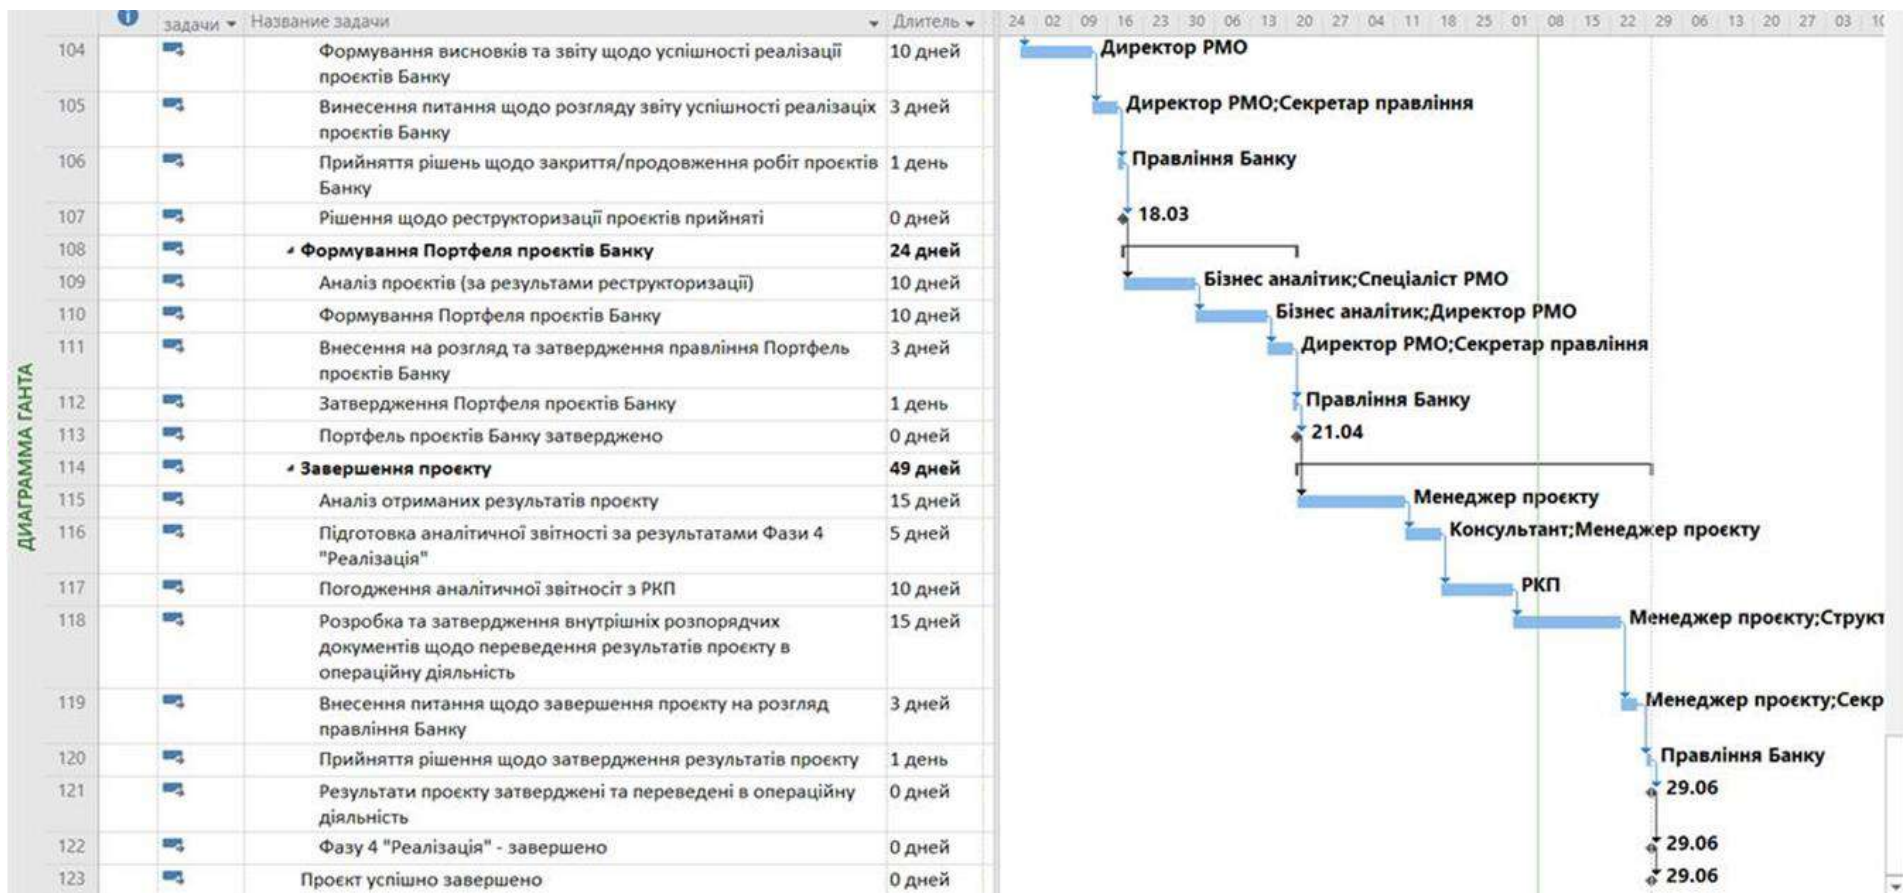 задачи Название задачи Длитель 24 02 09 16 23 30 06 13 20 27 04 11 18 25 01 08 15 22 29 06 13 20 27 03 10
104 Формування висновків та звіту щодо успішності реалізації 10 дней Директор РМО
проєктів Банку
105 Винесення питання щодо розгляду звіту успішності реалізаціх 3 дней Директор РМО;Секретар правління
проєктів Банку
106 Прийняття рішень щодо закриття/продовження робіт проєктів 1 день Правління Банку
Банку
107 Рішення щодо реструкторизації проєктів прийняті 0 дней 18.03
108 Формування Портфеля проєктів Банку 24 дней
109 Аналіз проєктів (за результами реструкторизації) 10 дней Бізнес аналітик;Спеціаліст РМО
110 Формування Портфеля проєктів Банку 10 дней Бізнес аналітик;Директор РМО
111 Внесення на розгляд та затвердження правління Портфель 3 дней Директор РМО;Секретар правління
проєктів Банку
112 Затвердження Портфеля проєктів Банку 1 день Правління Банку
113 Портфель проєктів Банку затверджено 0 дней 21.04
114 Завершення проєкту 49 дней
115 Аналіз отриманих результатів проєкту 15 дней Менеджер проєкту
116 Підготовка аналітичної звітності за результатами Фази 4 5 дней Консультант;Менеджер проєкту
"Реалізація"
117 Погодження аналітичної звітносіт з РКП 10 дней РКП
118 Розробка та затвердження внутрішніх розпорядчих 15 дней Менеджер проєкту;Структ
документів щодо переведення результатів проєкту в
операційну діяльність
119 Внесення питання щодо завершення проєкту на розгляд 3 дней Менеджер проєкту;Секр
правління Банку
120 Прийняття рішення щодо затвердження результатів проєкту 1 день Правління Банку
121 Результати проєкту затверджені та переведені в операційну 0 дней 29.06
діяльність
122 Фазу 4 "Реалізація" - завершено 0 дней 29.06
123 Проєкт успішно завершено 0 дней 29.06
ДИАГРАММА ГАНТА